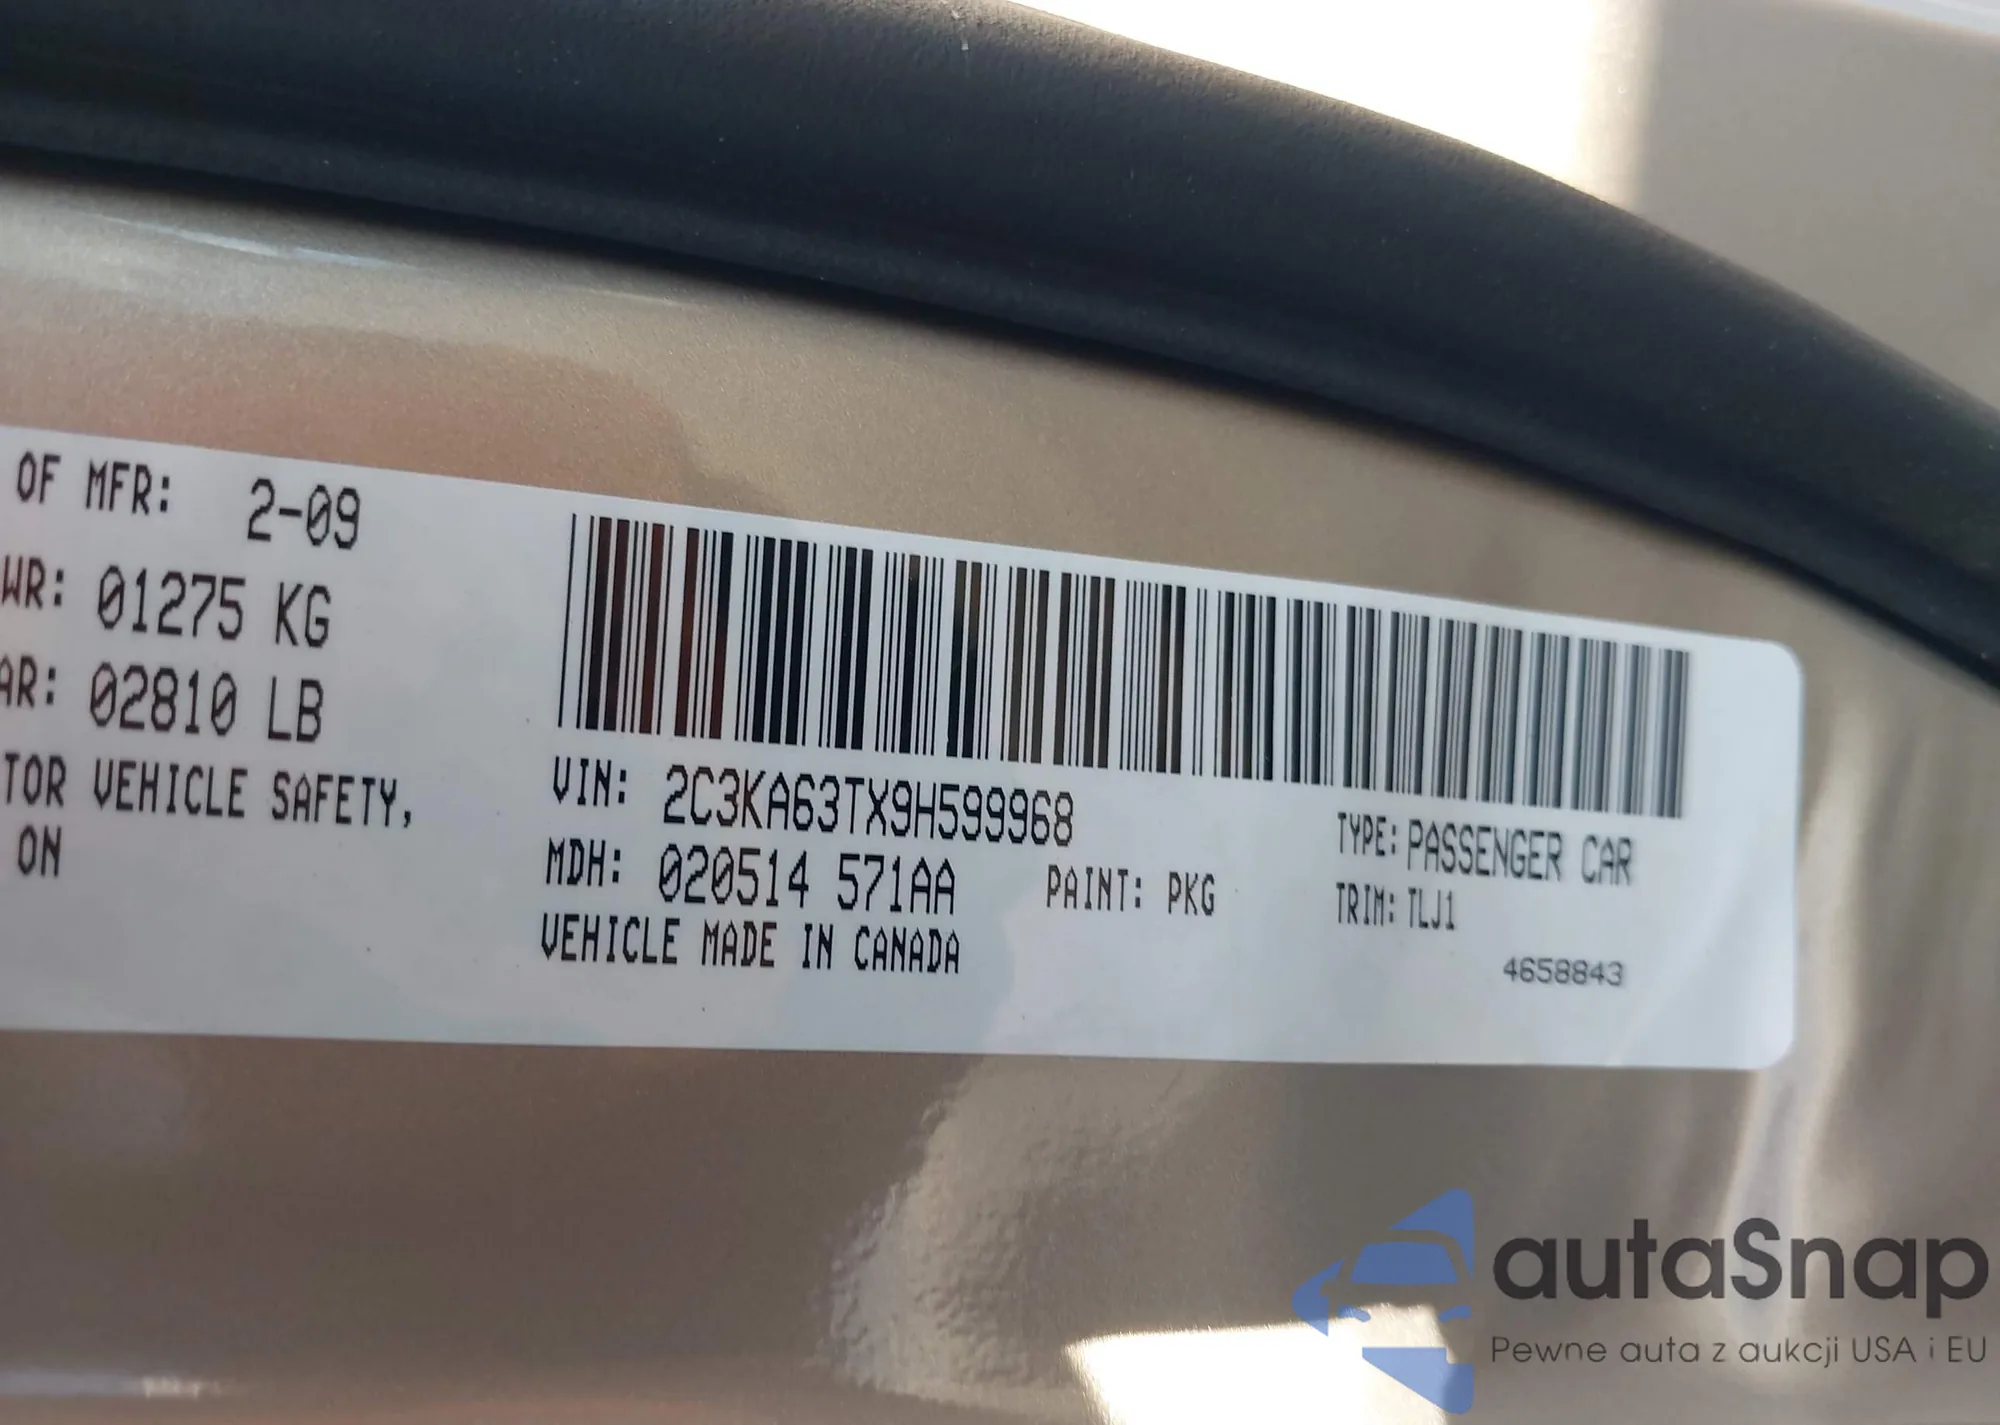 OF MFR: 2-09
WR: 01275 KG
AR: 02810 LB
TOR VEHICLE SAFETY,
ON
VIN: 2C3KA63TX9H599968
MDH: 020514 571AA PAINT: PKG
VEHICLE MADE IN CANADA
TYPE: PASSENGER CAR
TRIM: TLJ1
4658843
autaSnap
Pewne auta z aukcji USA i EU